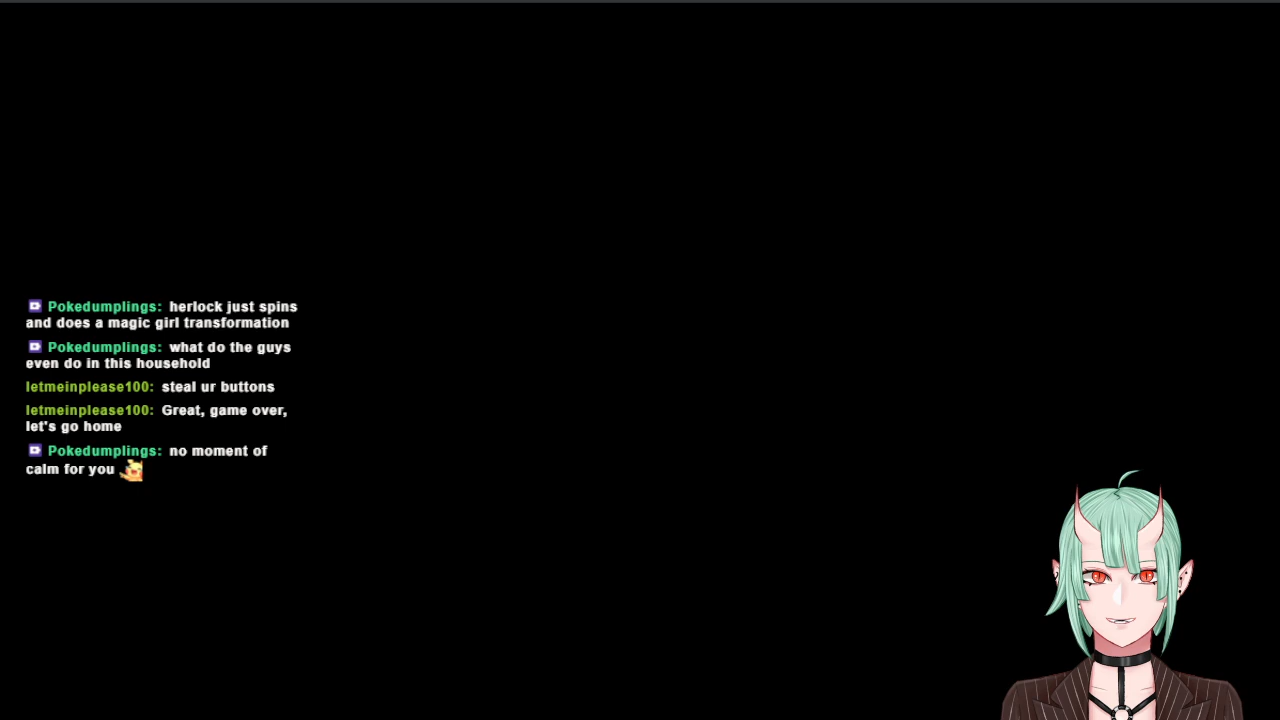 Pokedumplings: herlock just spins
and does a magic girl transformation
Pokedumplings: what do the guys
even do in this household
letmeinplease100: steal ur buttons
letmeinplease100: Great, game over,
let's go home
Pokedumplings: no moment of
calm for you